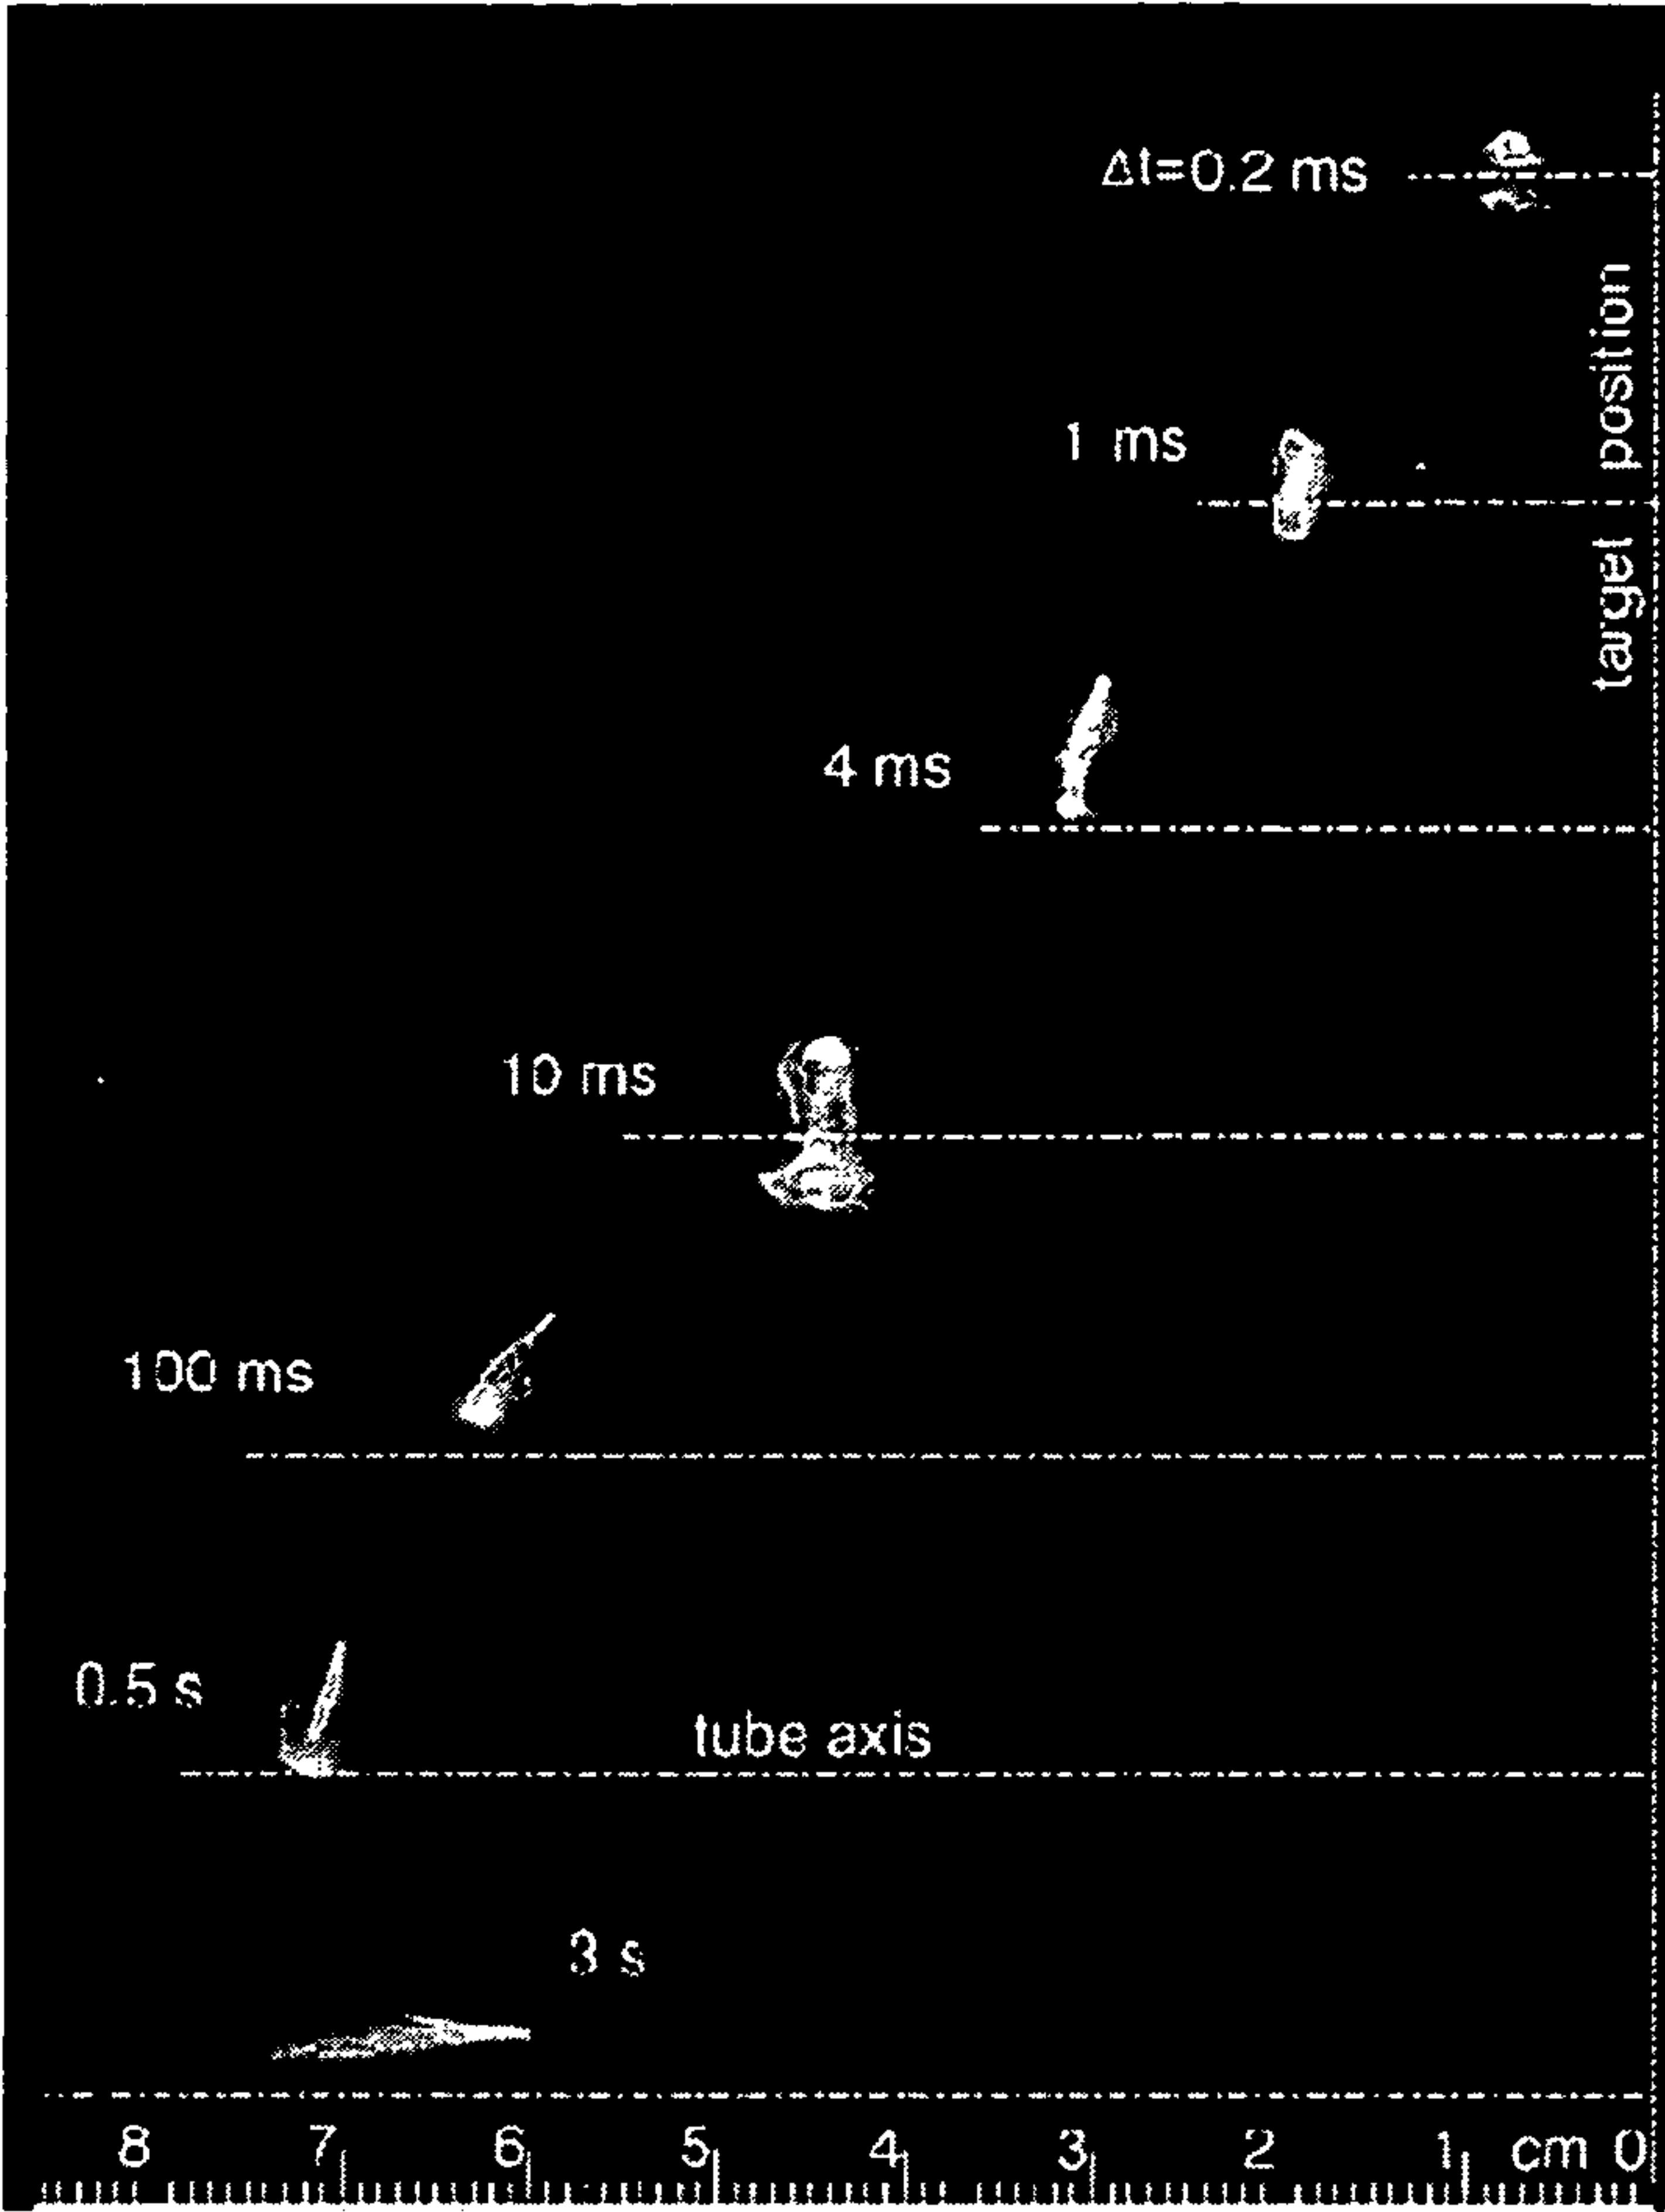 Δt=0.2 ms
target position
1 ms
4 ms
10 ms
100 ms
0.5 s
tube axis
3 s
8 7 6 5 4 3 2 1 cm 0